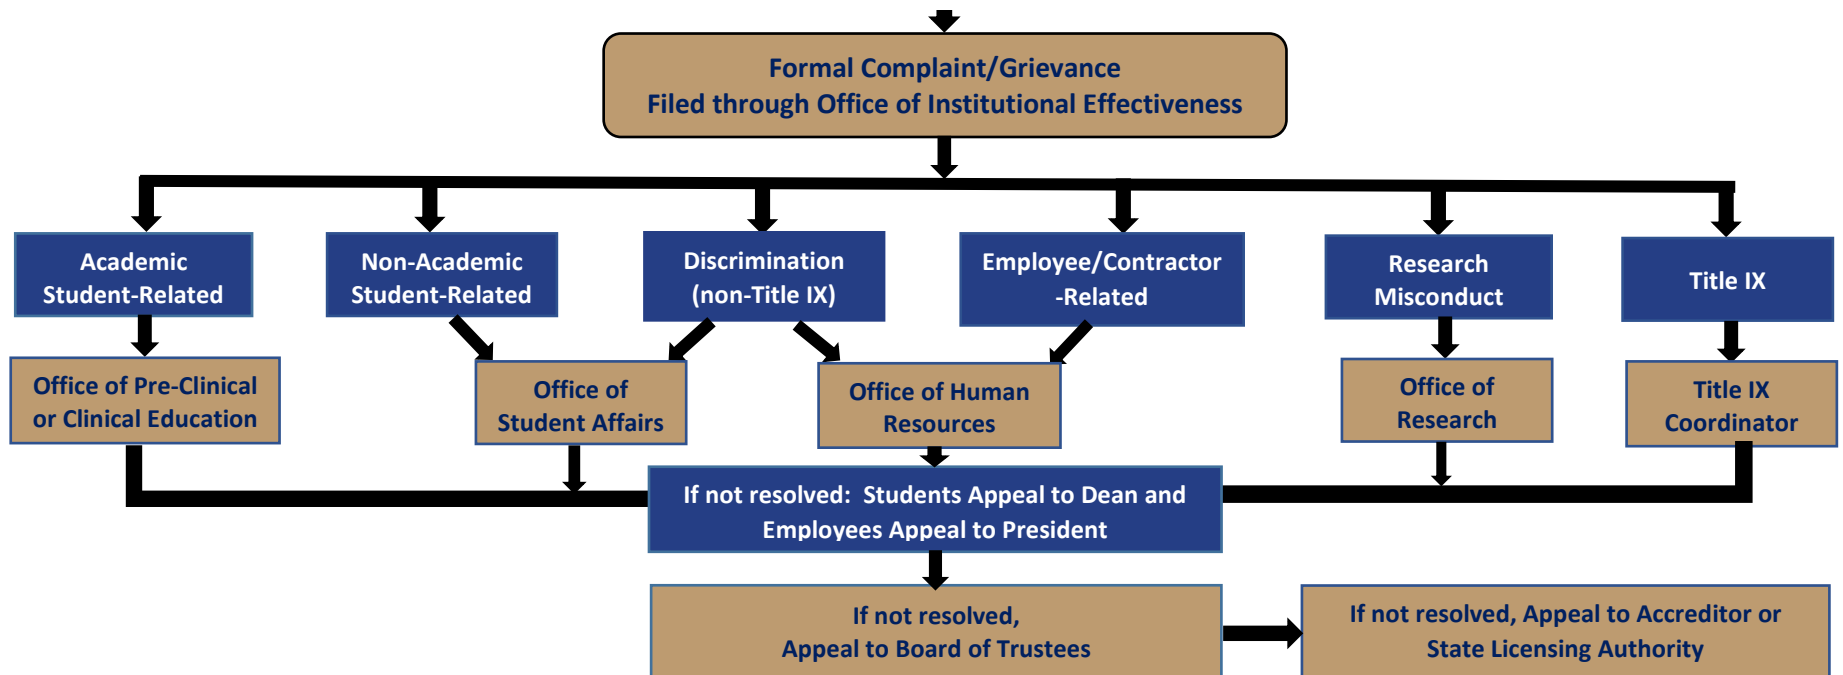 Formal Complaint/Grievance
Filed through Office of Institutional Effectiveness
Academic
Student-Related
Non-Academic
Student-Related
Discrimination
(non-Title IX)
Employee/Contractor
-Related
Research
Misconduct
Title IX
Office of Pre-Clinical
or Clinical Education
Office of
Student Affairs
Office of Human
Resources
Office of
Research
Title IX
Coordinator
If not resolved: Students Appeal to Dean and
Employees Appeal to President
If not resolved,
Appeal to Board of Trustees
If not resolved, Appeal to Accreditor or
State Licensing Authority